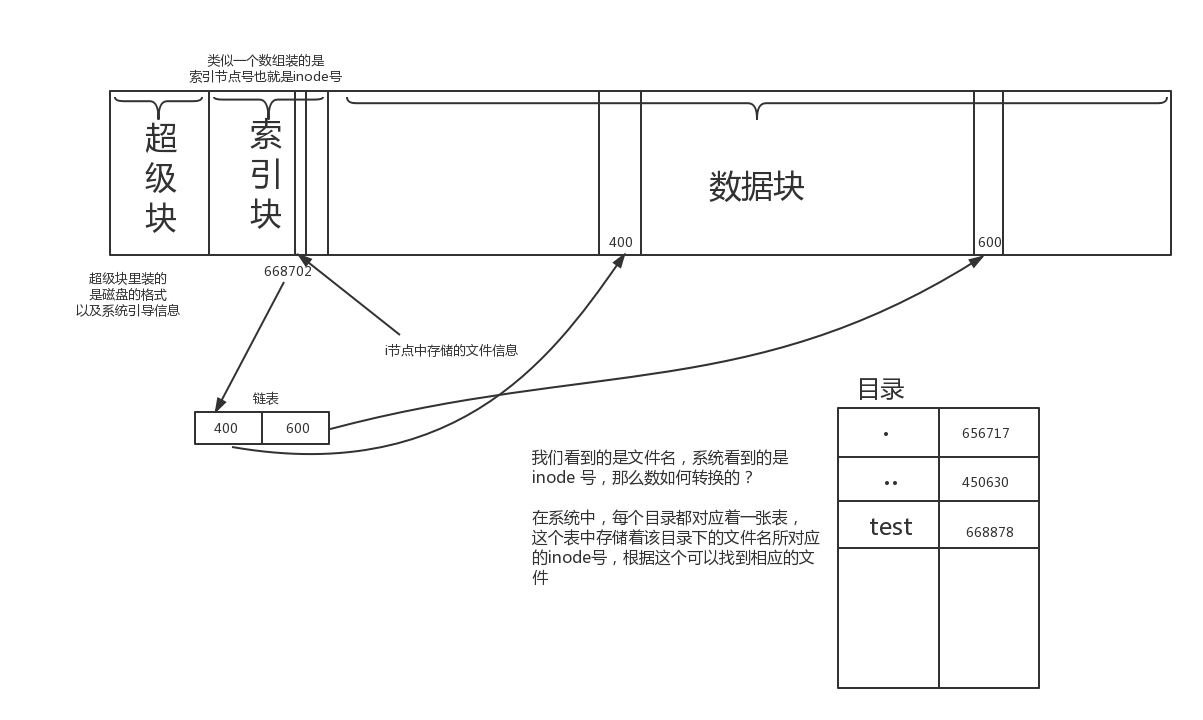 类似一个数组装的是
索引节点号也就是inode号
超
级
块
索
引
块
数据块
400
600
668702
超级块里装的
是磁盘的格式
以及系统引导信息
i节点中存储的文件信息
链表
400 600
目录
. 656717
.. 450630
test 668878
我们看到的是文件名，系统看到的是
inode 号，那么数如何转换的？
在系统中，每个目录都对应着一张表，
这个表中存储着该目录下的文件名所对应
的inode号，根据这个可以找到相应的文
件